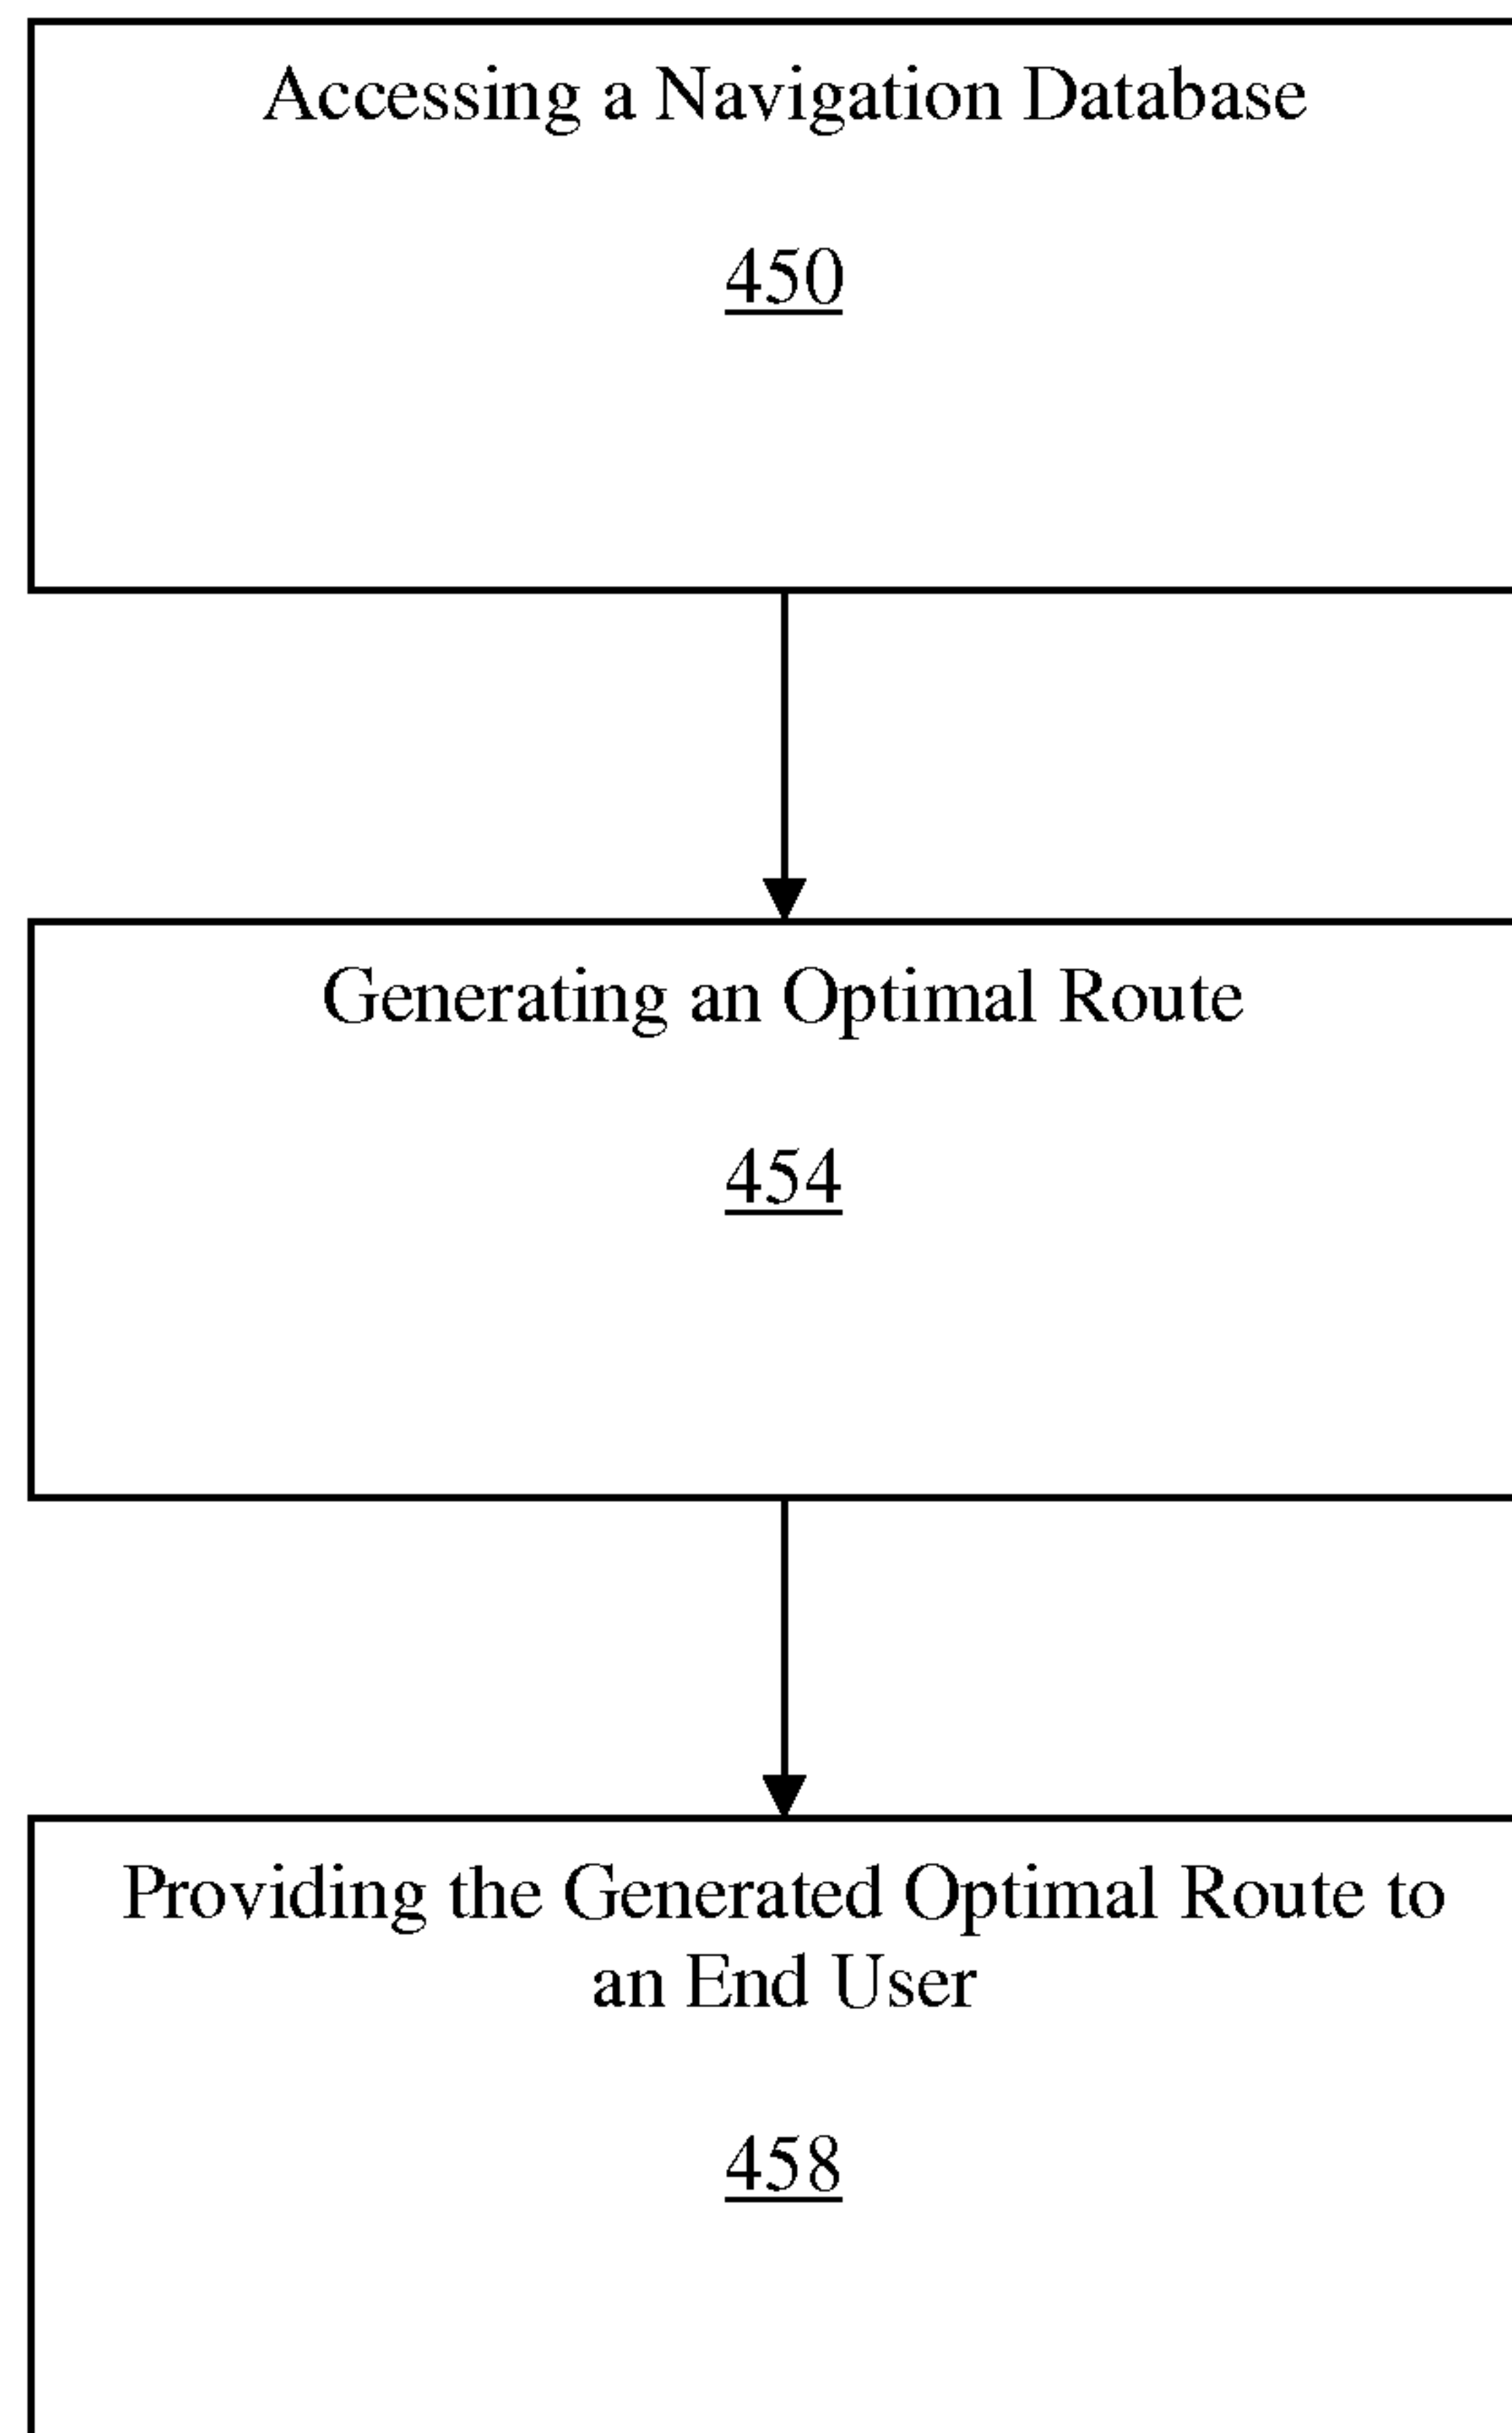 Accessing a Navigation Database
450
Generating an Optimal Route
454
Providing the Generated Optimal Route to
an End User
458